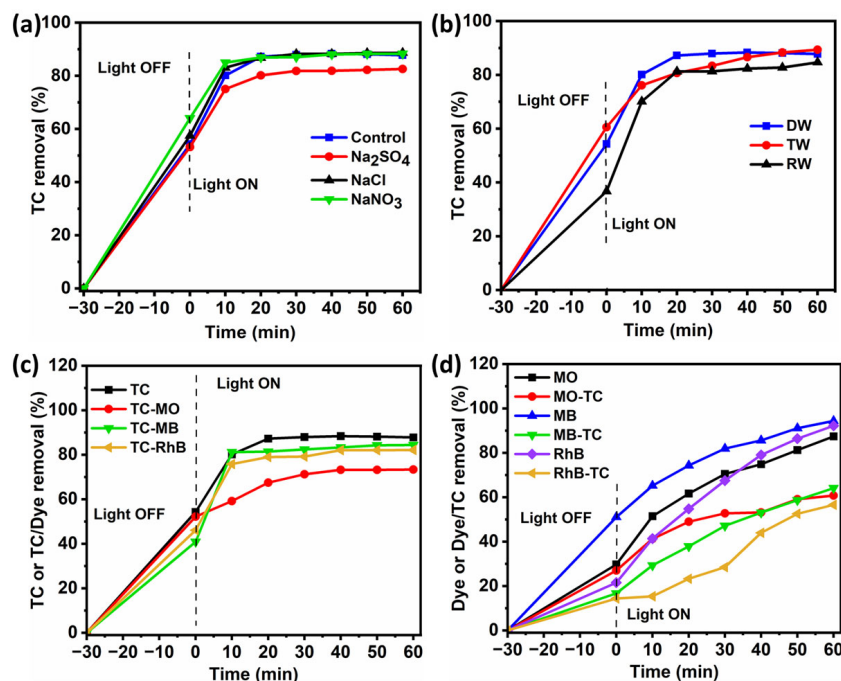 (a)
100
80
60
40
20
0
TC removal (%)
Light OFF
Light ON
Control
Na₂SO₄
NaCl
NaNO₃
−30 −20 −10 0 10 20 30 40 50 60
Time (min)
(b)
100
80
60
40
20
0
TC removal (%)
Light OFF
Light ON
DW
TW
RW
−30 −20 −10 0 10 20 30 40 50 60
Time (min)
(c)
120
100
80
60
40
20
0
TC or TC/Dye removal (%)
TC
TC-MO
TC-MB
TC-RhB
Light ON
Light OFF
−30 −20 −10 0 10 20 30 40 50 60
Time (min)
(d)
120
100
80
60
40
20
0
Dye or Dye/TC removal (%)
MO
MO-TC
MB
MB-TC
RhB
RhB-TC
Light OFF
Light ON
−30 −20 −10 0 10 20 30 40 50 60
Time (min)